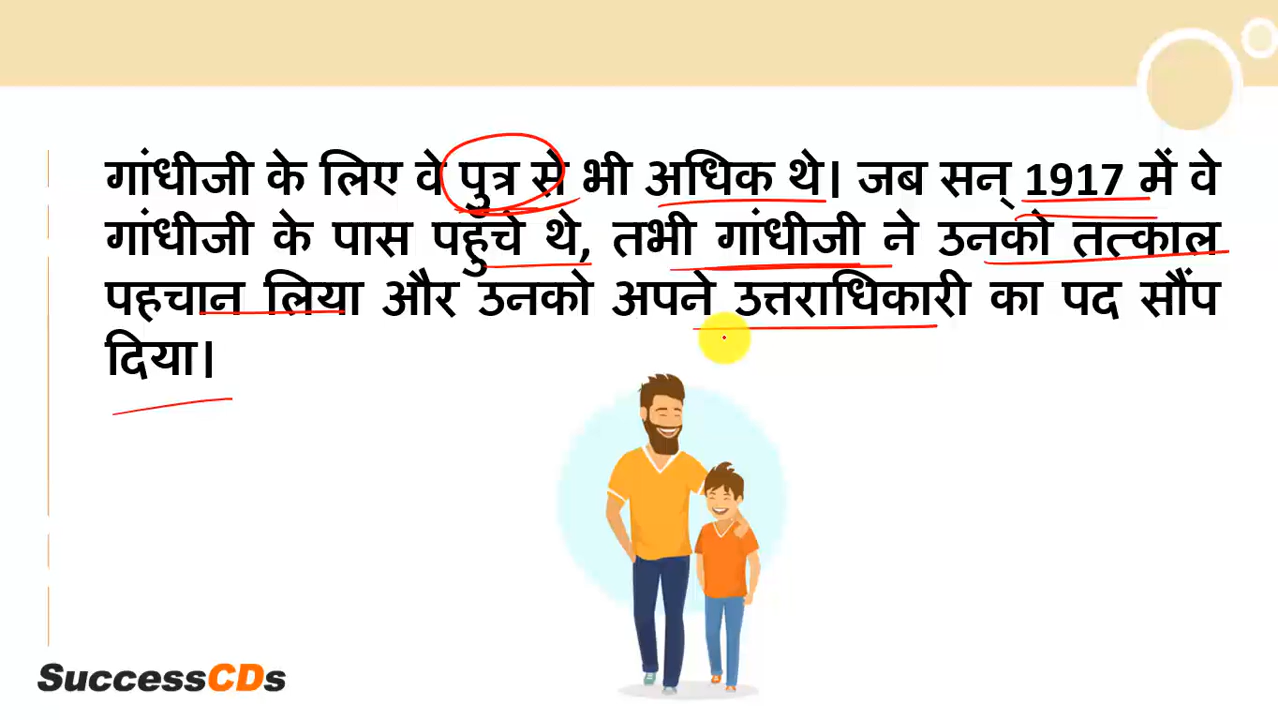 गांधीजी के लिए वे पुत्र से भी अधिक थे। जब सन् 1917 में वे
गांधीजी के पास पहुँचे थे, तभी गांधीजी ने उनको तत्काल
पहचान लिया और उनको अपने उत्तराधिकारी का पद सौंप
दिया।
SuccessCDs